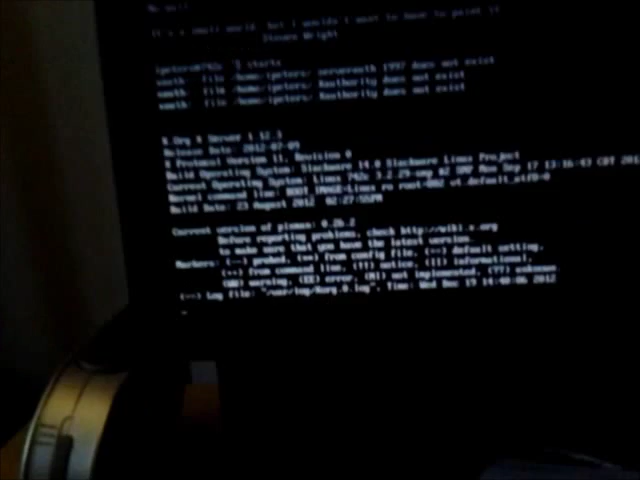 It's a small world, but I wouldn't want to have to paint it
Steven Wright
startx
xauth: file /home/ipeters/.serverauth.1997 does not exist
xauth: file /home/ipeters/.Xauthority does not exist
xauth: file /home/ipeters/.Xauthority does not exist
X.Org X Server 1.12.3
Release Date: 2012-07-09
X Protocol Version 11, Revision 0
Build Operating System: Slackware 14.0 Slackware Linux Project
Current Operating System: Linux 3.2.29-smp #2 SMP Mon Sep 17 13:16:43 CDT 201
Kernel command line: BOOT_IMAGE=Linux ro root=802 vt.default_utf8=0
Build Date: 23 August 2012 02:27:55PM
Current version of pixman: 0.26.2
Before reporting problems, check http://wiki.x.org
to make sure that you have the latest version.
Markers: (--) probed, (**) from config file, (==) default setting,
(++) from command line, (!!) notice, (II) informational,
(WW) warning, (EE) error, (NI) not implemented, (??) unknown.
(==) Log file: "/var/log/Xorg.0.log", Time: Wed Dec 19 14:40:06 2012